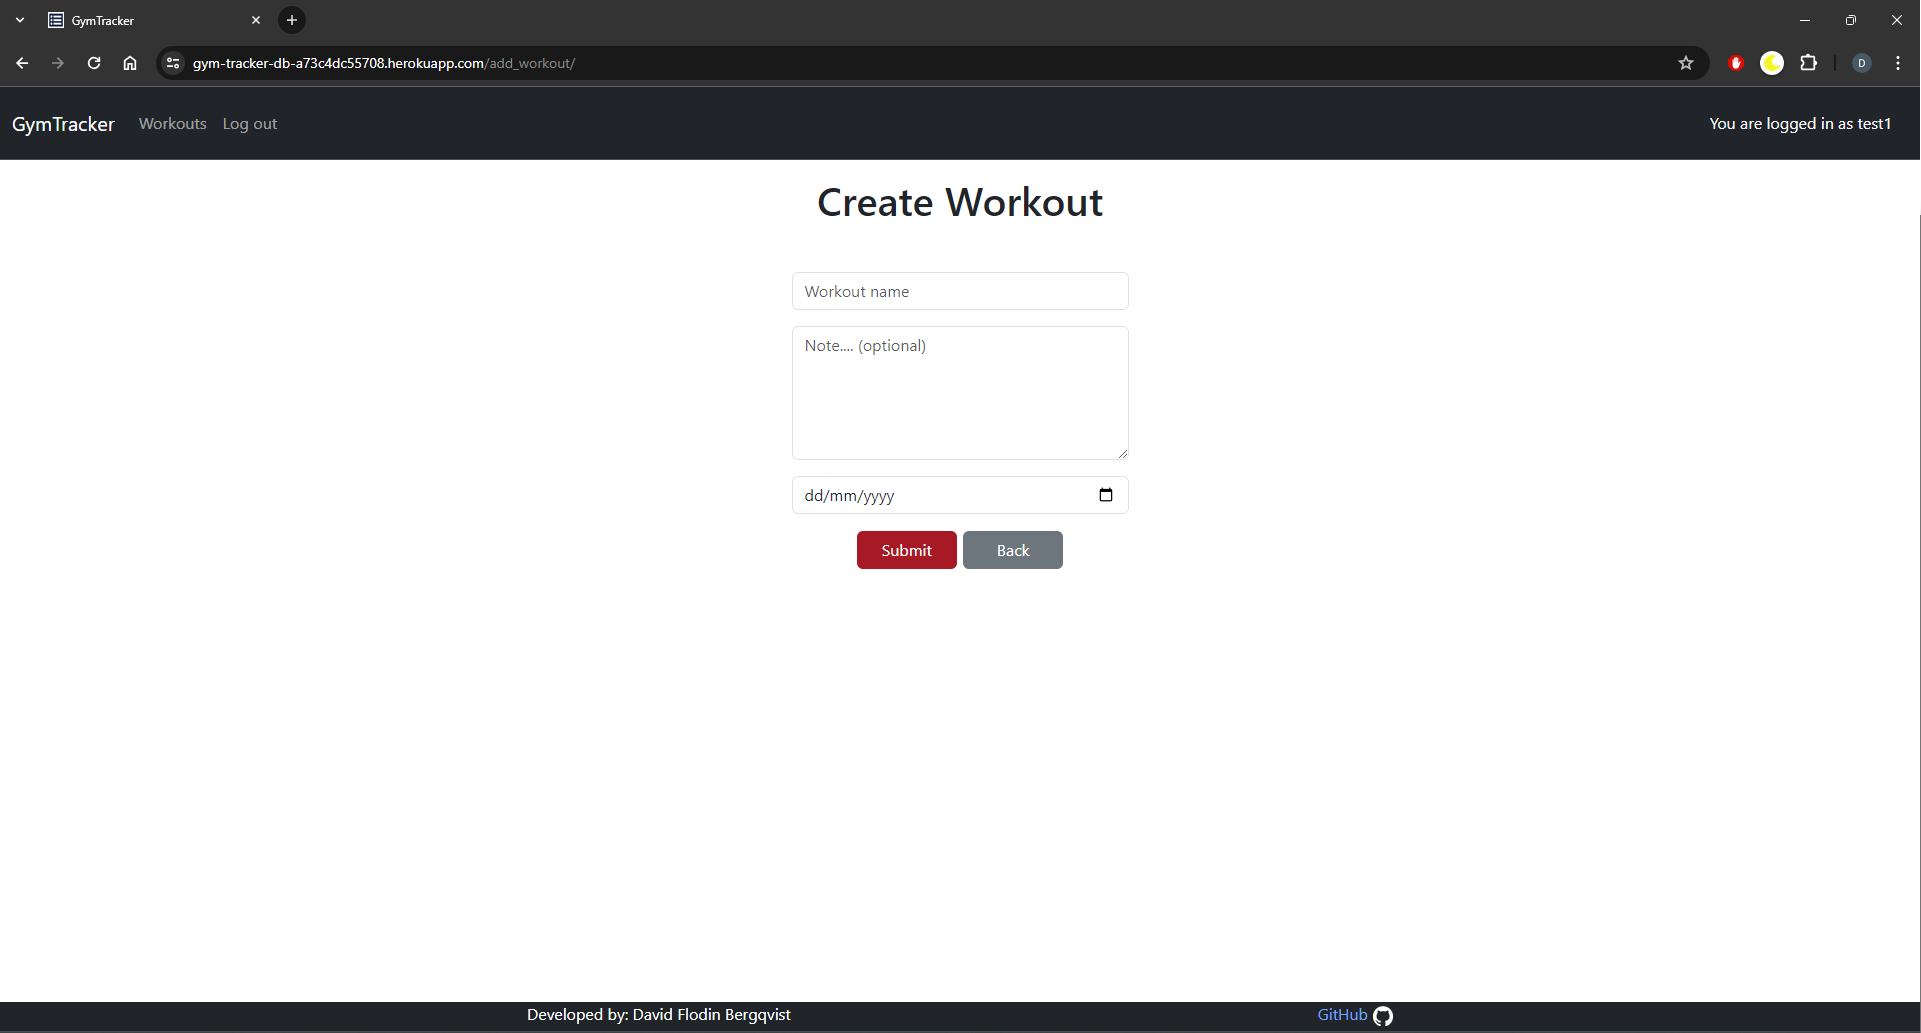 GymTracker
gym-tracker-db-a73c4dc55708.herokuapp.com/add_workout/
D
GymTracker Workouts Log out You are logged in as test1
Create Workout
Workout name
Note.... (optional)
dd/mm/yyyy
Submit Back
Developed by: David Flodin Bergqvist GitHub